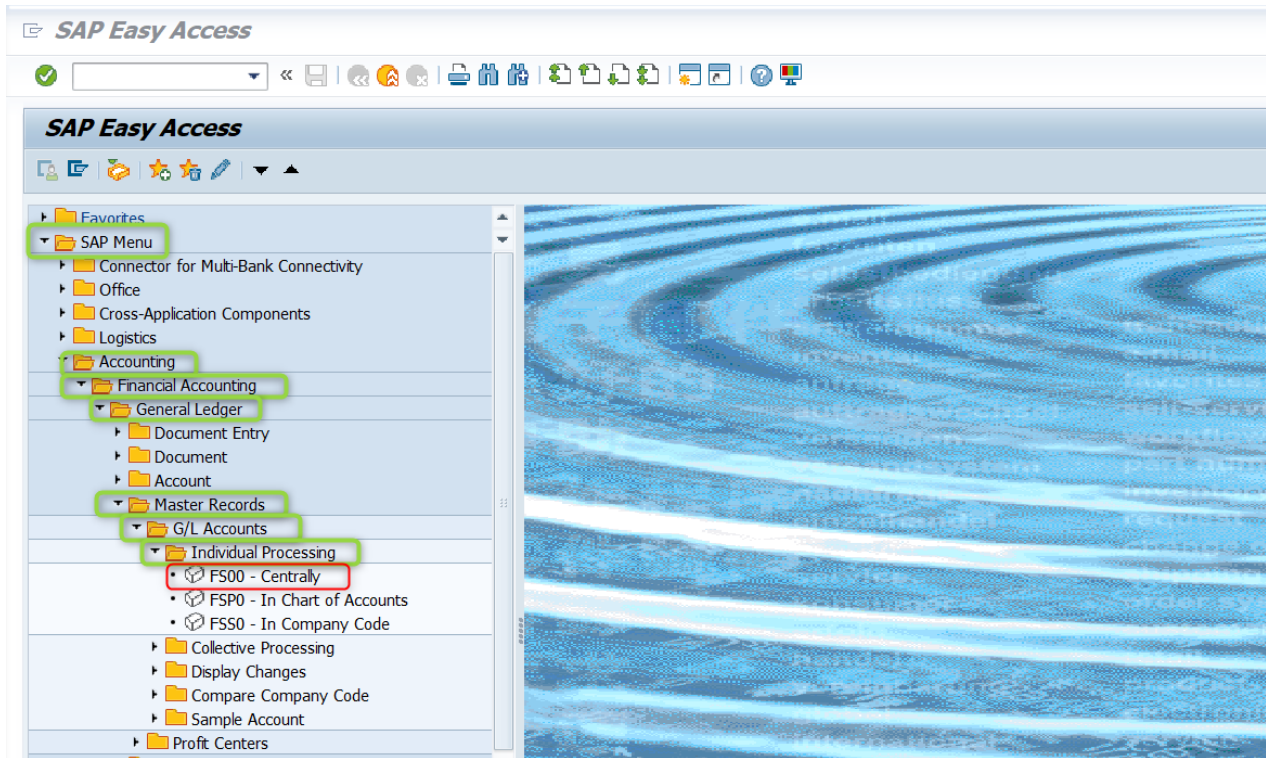 SAP Easy Access
SAP Easy Access
Favorites
SAP Menu
Connector for Multi-Bank Connectivity
Office
Cross-Application Components
Logistics
Accounting
Financial Accounting
General Ledger
Document Entry
Document
Account
Master Records
G/L Accounts
Individual Processing
FS00 - Centrally
FSP0 - In Chart of Accounts
FSS0 - In Company Code
Collective Processing
Display Changes
Compare Company Code
Sample Account
Profit Centers